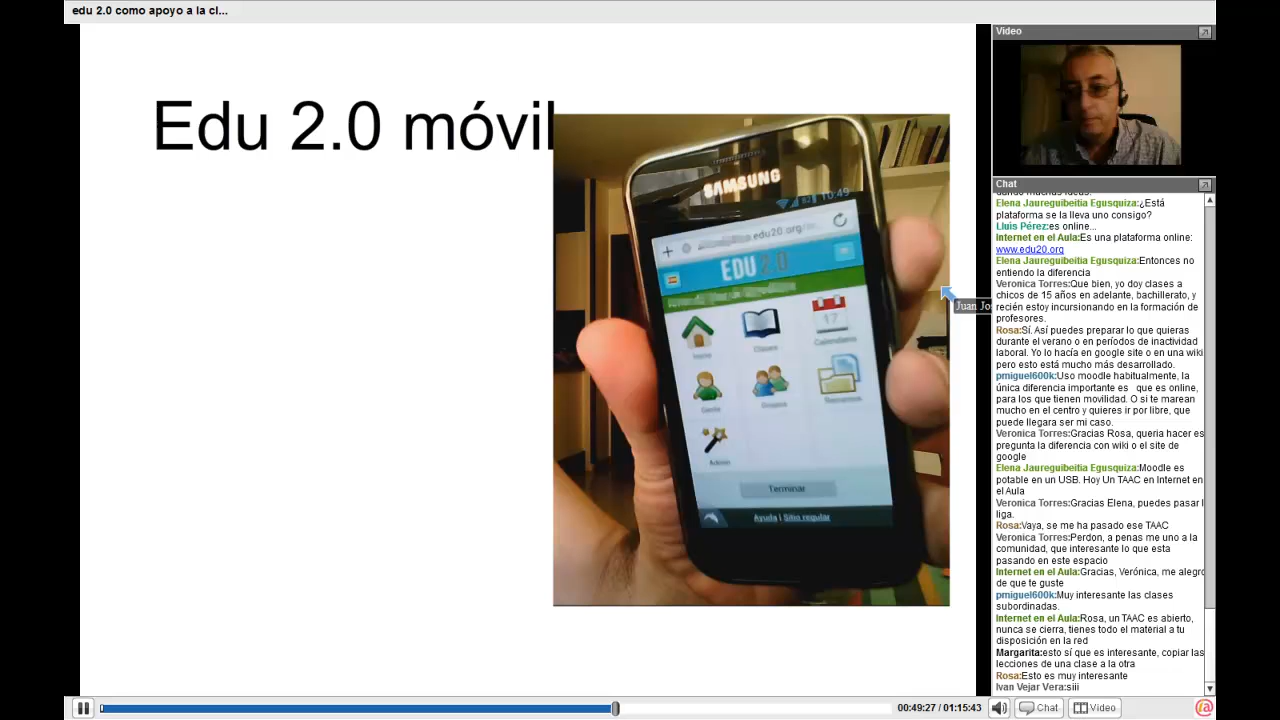 edu 2.0 como apoyo a la cl...
Edu 2.0 móvil
SAMSUNG
10:49
edu20.org/
EDU 2.0
17
Inicio
Clases
Calendario
Gente
Grupos
Recursos
Admin
Terminar
Ayuda | Sitio regular
Juan Jo
Video
Chat
dando muchas ideas.
Elena Jaureguibeitia Egusquiza:¿Está
plataforma se la lleva uno consigo?
Lluís Pérez:es online...
Internet en el Aula:Es una plataforma online:
www.edu20.org
Elena Jaureguibeitia Egusquiza:Entonces no
entiendo la diferencia
Veronica Torres:Que bien, yo doy clases a
chicos de 15 años en adelante, bachillerato, y
recién estoy incursionando en la formación de
profesores.
Rosa:Sí. Así puedes preparar lo que quieras
durante el verano o en períodos de inactividad
laboral. Yo lo hacía en google site o en una wiki
pero esto está más desarrollado.
pmiguel600k:Uso moodle habitualmente, la
única diferencia importante es que es online,
para los que tienen movilidad. O si te marean
mucho en el centro y quieres ir por libre, que
puede llegara ser mi caso.
Veronica Torres:Gracias Rosa, queria hacer es
pregunta la diferencia con wiki o el site de
google
Elena Jaureguibeitia Egusquiza:Moodle es
potable en un USB. Hoy Un TAAC en Internet en
el Aula
Veronica Torres:Gracias Elena, puedes pasar l
liga.
Rosa:Vaya, se me ha pasado ese TAAC
Veronica Torres:Perdon, a penas me uno a la
comunidad, que interesante lo que esta
pasando en este espacio
Internet en el Aula:Gracias, Verónica, me alegro
de que te guste
pmiguel600k:Muy interesante las clases
subordinadas.
Internet en el Aula:Rosa, un TAAC es abierto,
nunca se cierra, tienes todo el material a tu
disposición en la red
Margarita:esto sí que es interesante, copiar las
lecciones de una clase a la otra
Rosa:Esto es muy interesante
Ivan Vejar Vera:siii
00:49:27 / 01:15:43
Chat
Video